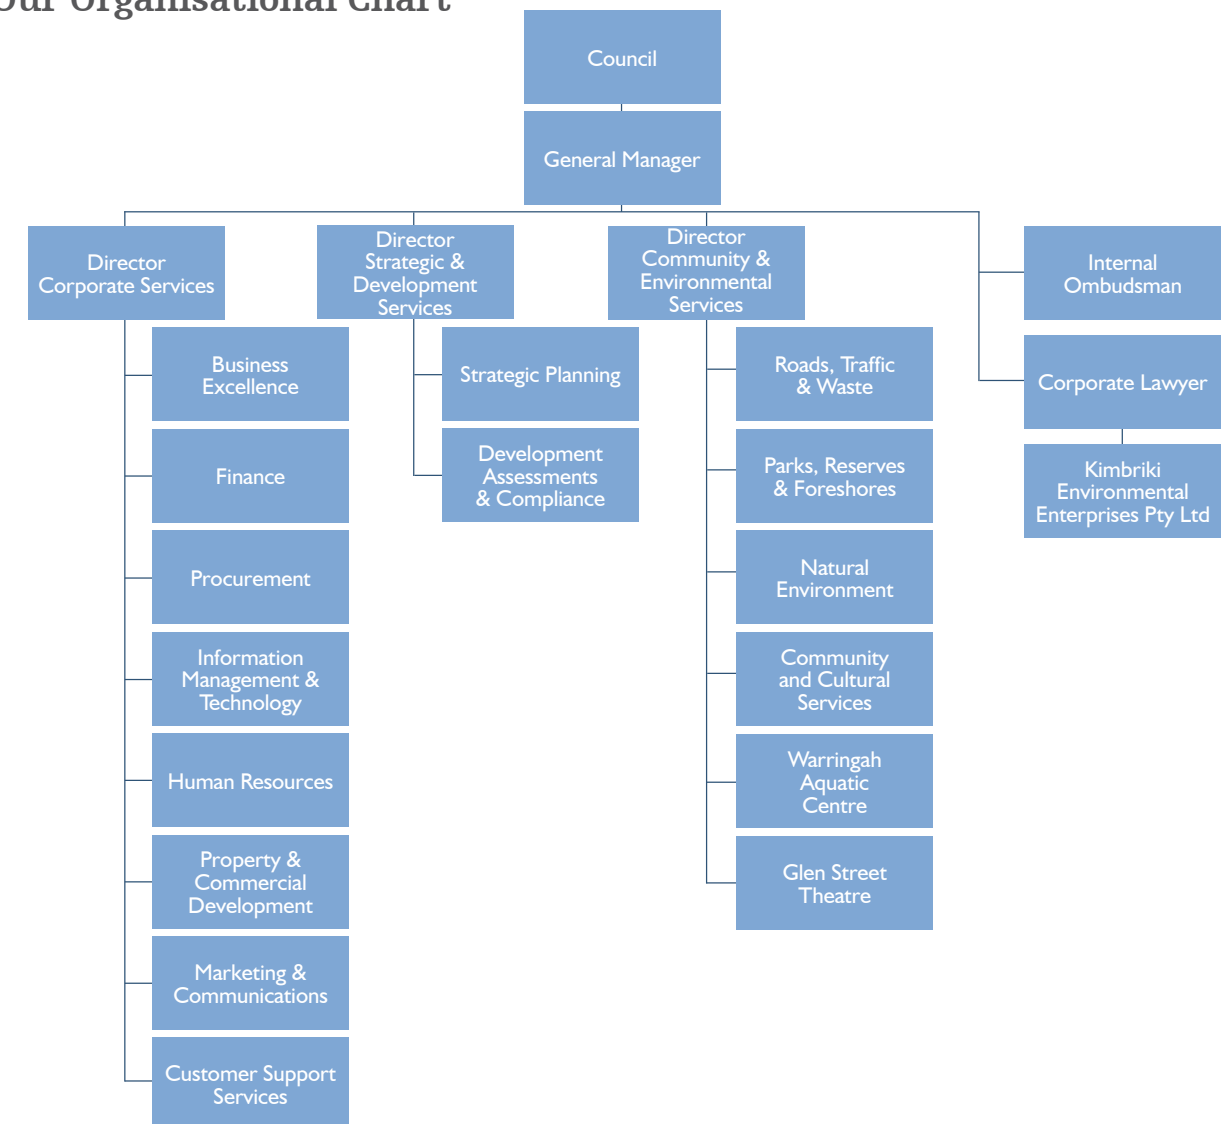 Our Organisational Chart
Council
General Manager
Director
Corporate Services
Director
Strategic &
Development
Services
Director
Community &
Environmental
Services
Internal
Ombudsman
Corporate Lawyer
Kimbriki
Environmental
Enterprises Pty Ltd
Business
Excellence
Finance
Procurement
Information
Management &
Technology
Human Resources
Property &
Commercial
Development
Marketing &
Communications
Customer Support
Services
Strategic Planning
Development
Assessments
& Compliance
Roads, Traffic
& Waste
Parks, Reserves
& Foreshores
Natural
Environment
Community
and Cultural
Services
Warringah
Aquatic
Centre
Glen Street
Theatre